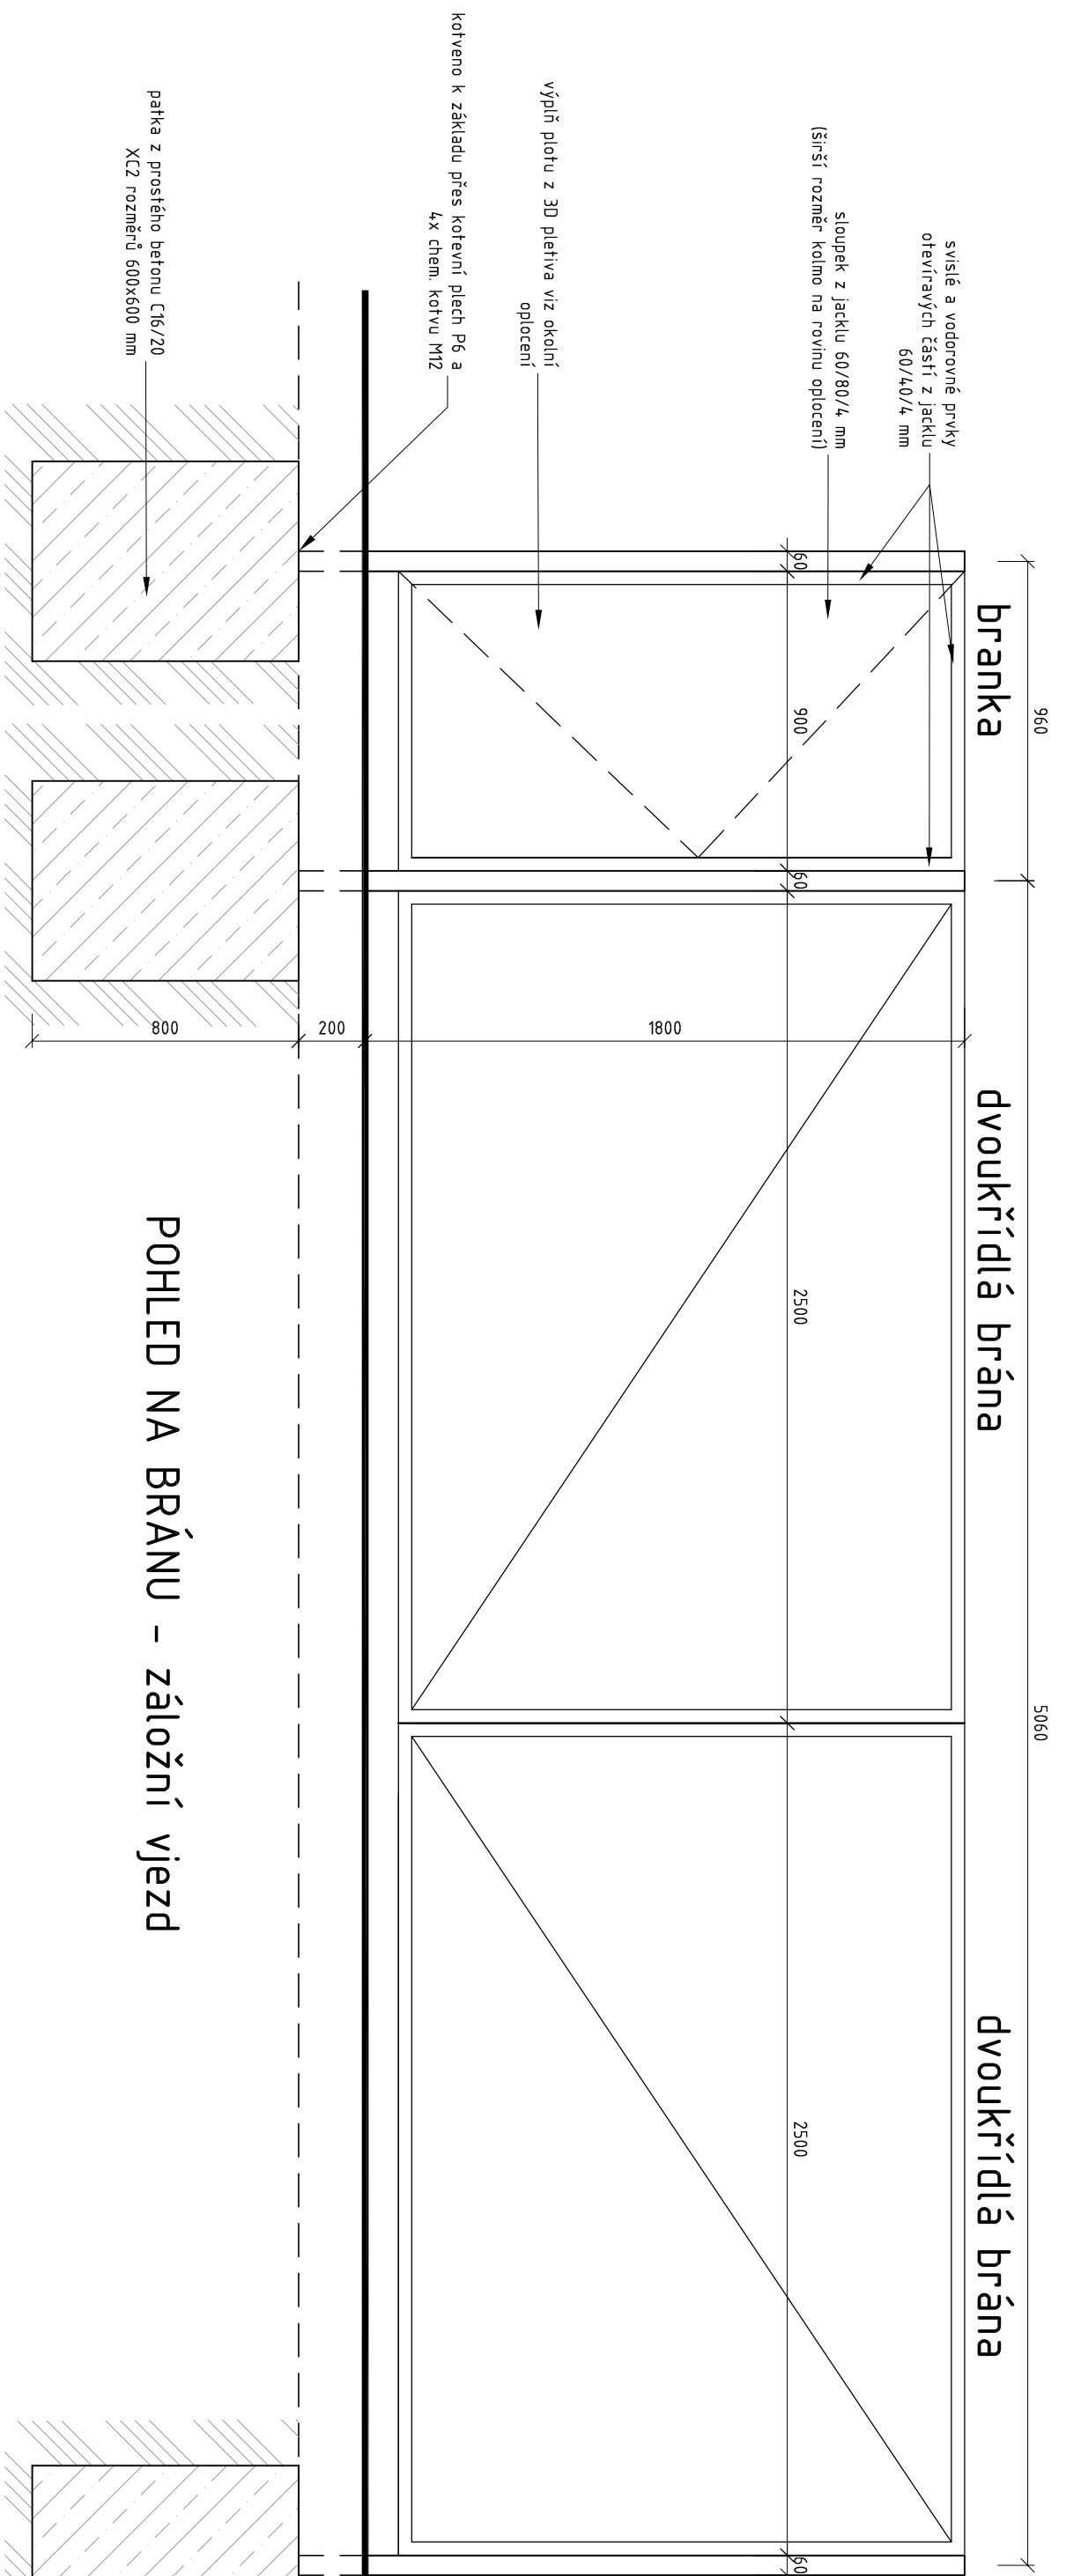 960
5060
branka
dvoukřídlá brána
dvoukřídlá brána
svislé a vodorovné prvky
otevíravých částí z jacklu
60/40/4 mm
sloupek z jacklu 60/80/4 mm
(širší rozměr kolmo na rovinu oplocení)
60
900
60
2500
2500
60
1800
výplň plotu z 3D pletiva viz okolní
oplocení
kotveno k základu přes kotevní plech P6 a
4x chem. kotvu M12
200
800
patka z prostého betonu C16/20
XC2 rozměrů 600x600 mm
POHLED NA BRÁNU - záložní vjezd